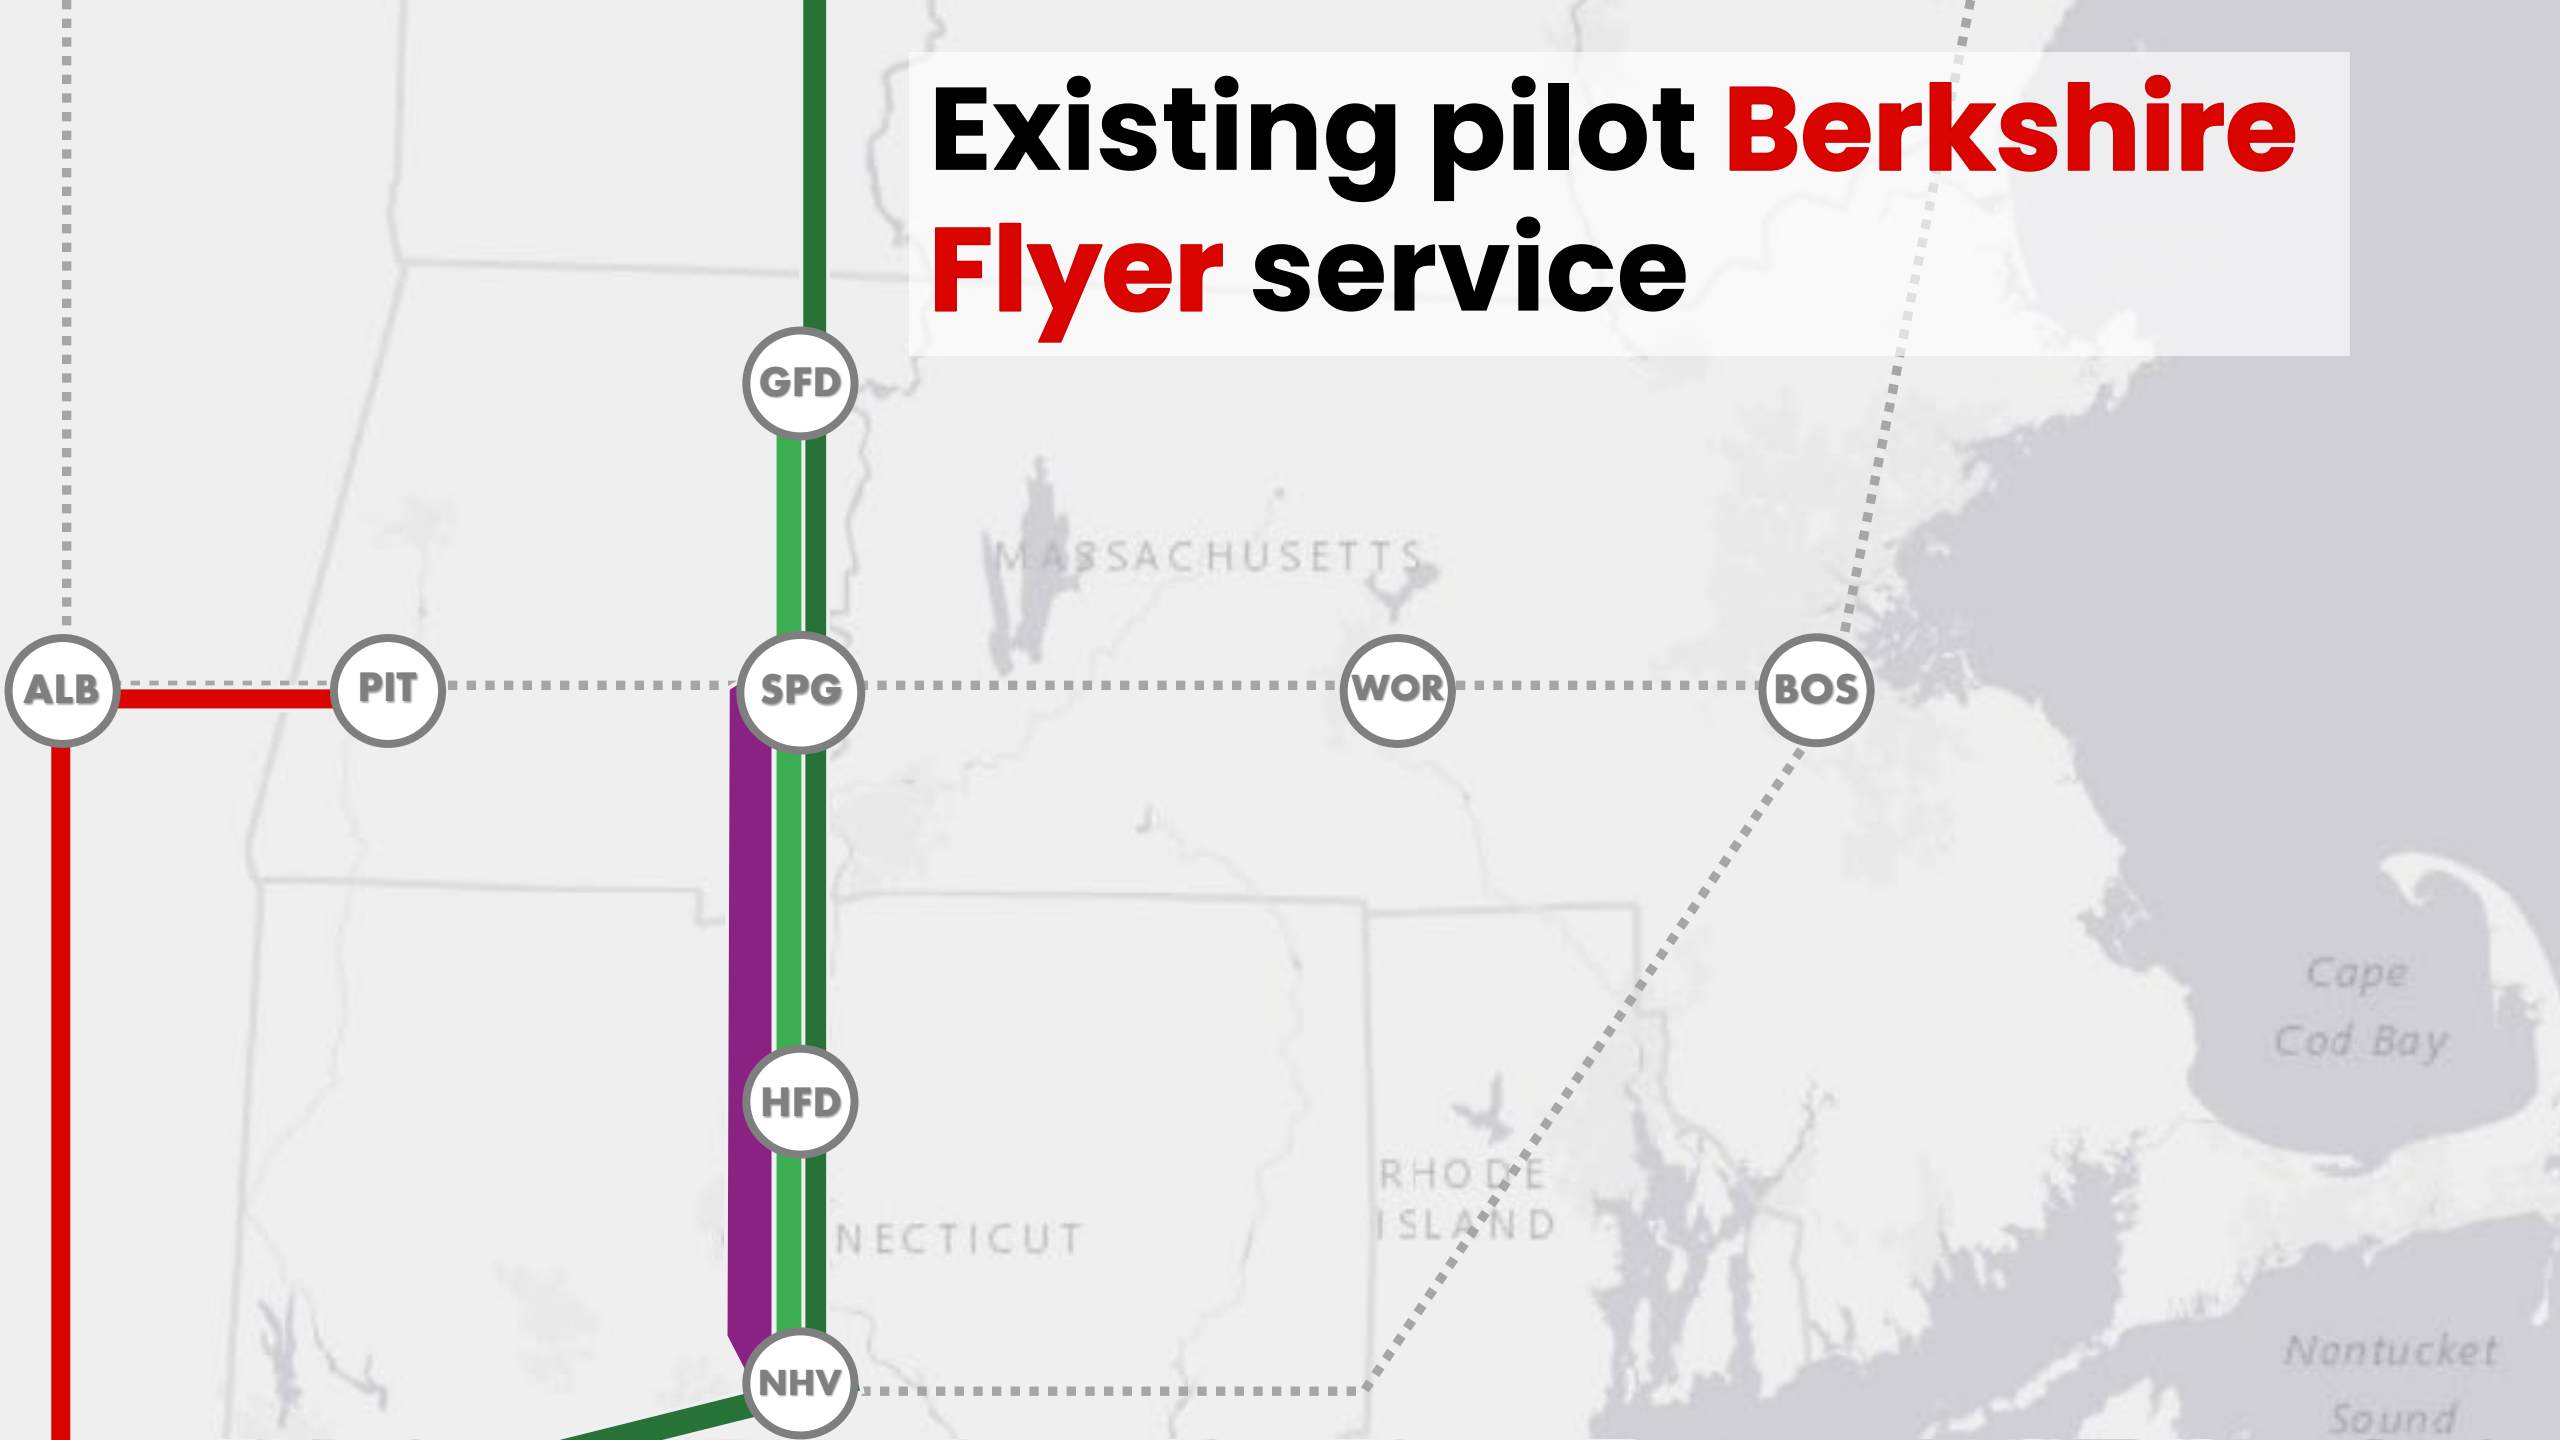 Existing pilot Berkshire
Flyer service
GFD
MASSACHUSETTS
ALB
PIT
SPG
WOR
BOS
Cape
Cod Bay
HFD
RHODE
ISLAND
NECTICUT
Nantucket
Sound
NHV